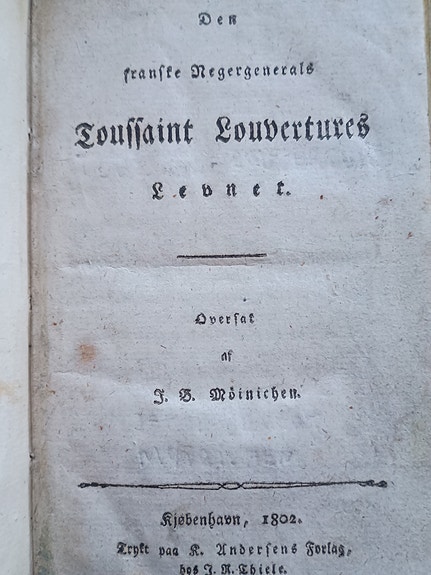 Den
franske Negergenerals
Toussaint Louvertures
Levnet.
Oversat
af
J. H. Möinichen.
Kjøbenhavn, 1802.
Trykt paa K. Andersens Forlag,
hos J. R. Thiele.